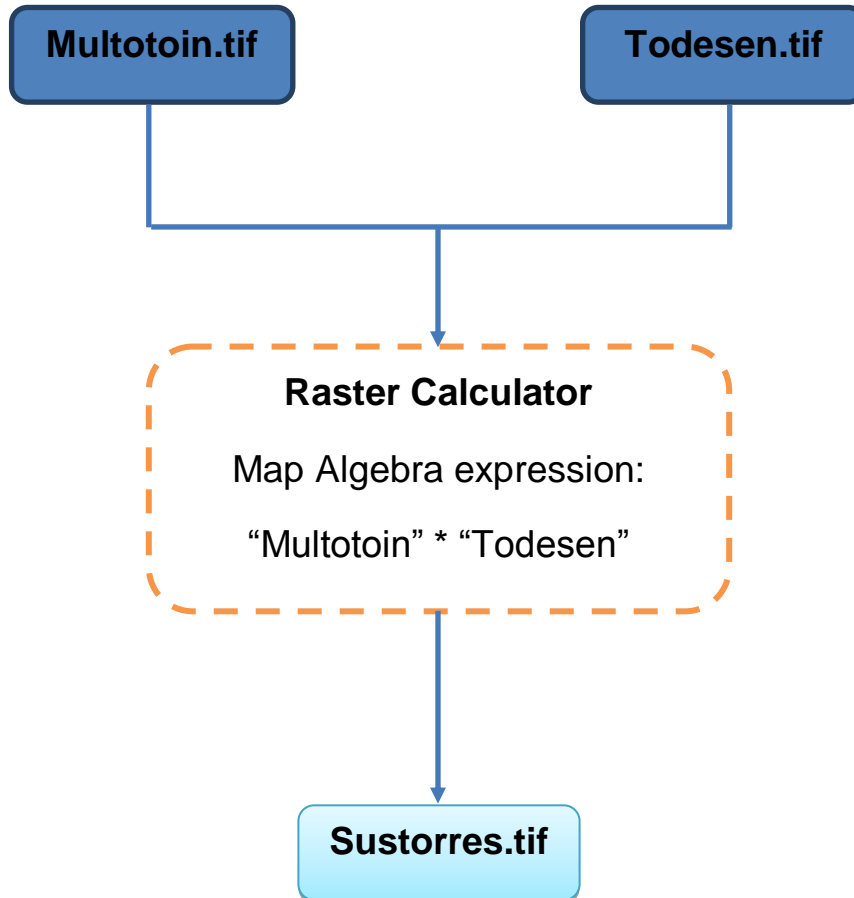 Multotoin.tif
Todesen.tif
Raster Calculator
Map Algebra expression:
“Multotoin” * “Todesen”
Sustorres.tif